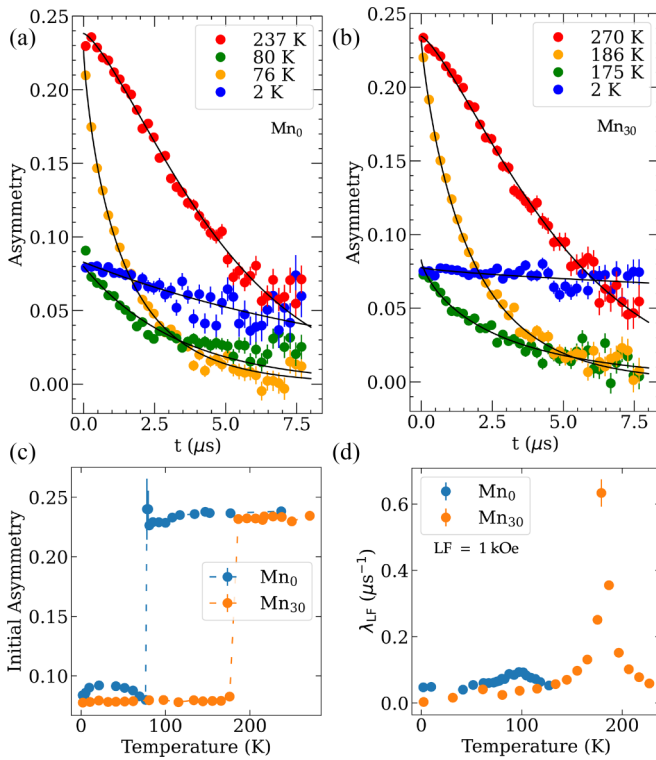 (a)
237 K
80 K
76 K
2 K
Mn0
Asymmetry
0.25
0.20
0.15
0.10
0.05
0.00
0.0 2.5 5.0 7.5
t (μs)
(b)
270 K
186 K
175 K
2 K
Mn30
Asymmetry
0.25
0.20
0.15
0.10
0.05
0.00
0.0 2.5 5.0 7.5
t (μs)
(c)
Initial Asymmetry
0.25
0.20
0.15
0.10
Mn0
Mn30
0 100 200
Temperature (K)
(d)
Mn0
Mn30
LF = 1 kOe
λLF (μs⁻¹)
0.6
0.4
0.2
0.0
0 100 200
Temperature (K)